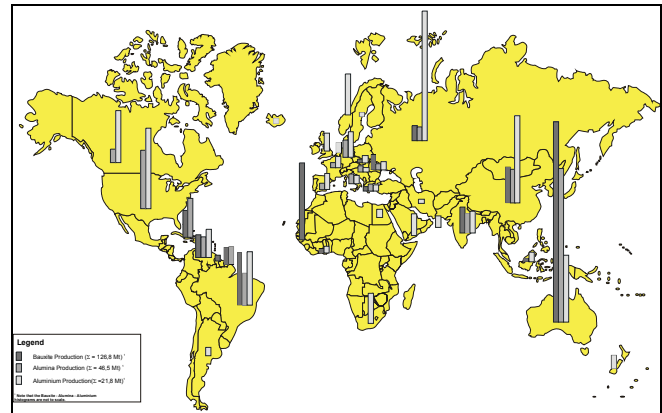 Legend
Bauxite Production (Σ = 126,8 Mt) ¹
Alumina Production (Σ = 46,5 Mt) ¹
Aluminium Production(Σ =21,8 Mt) ¹
¹ Note that the Bauxite - Alumina - Aluminium
histograms are not to scale.